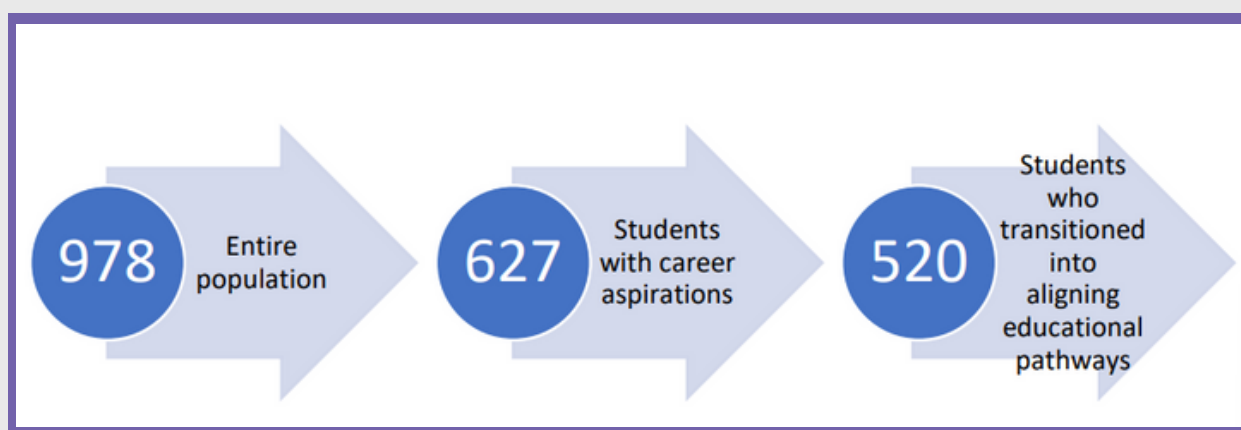 978
Entire
population
627
Students
with career
aspirations
520
Students
who
transitioned
into
aligning
educational
pathways